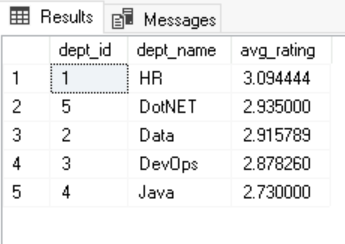 Results Messages
dept_id dept_name avg_rating
1 1 HR 3.094444
2 5 DotNET 2.935000
3 2 Data 2.915789
4 3 DevOps 2.878260
5 4 Java 2.730000